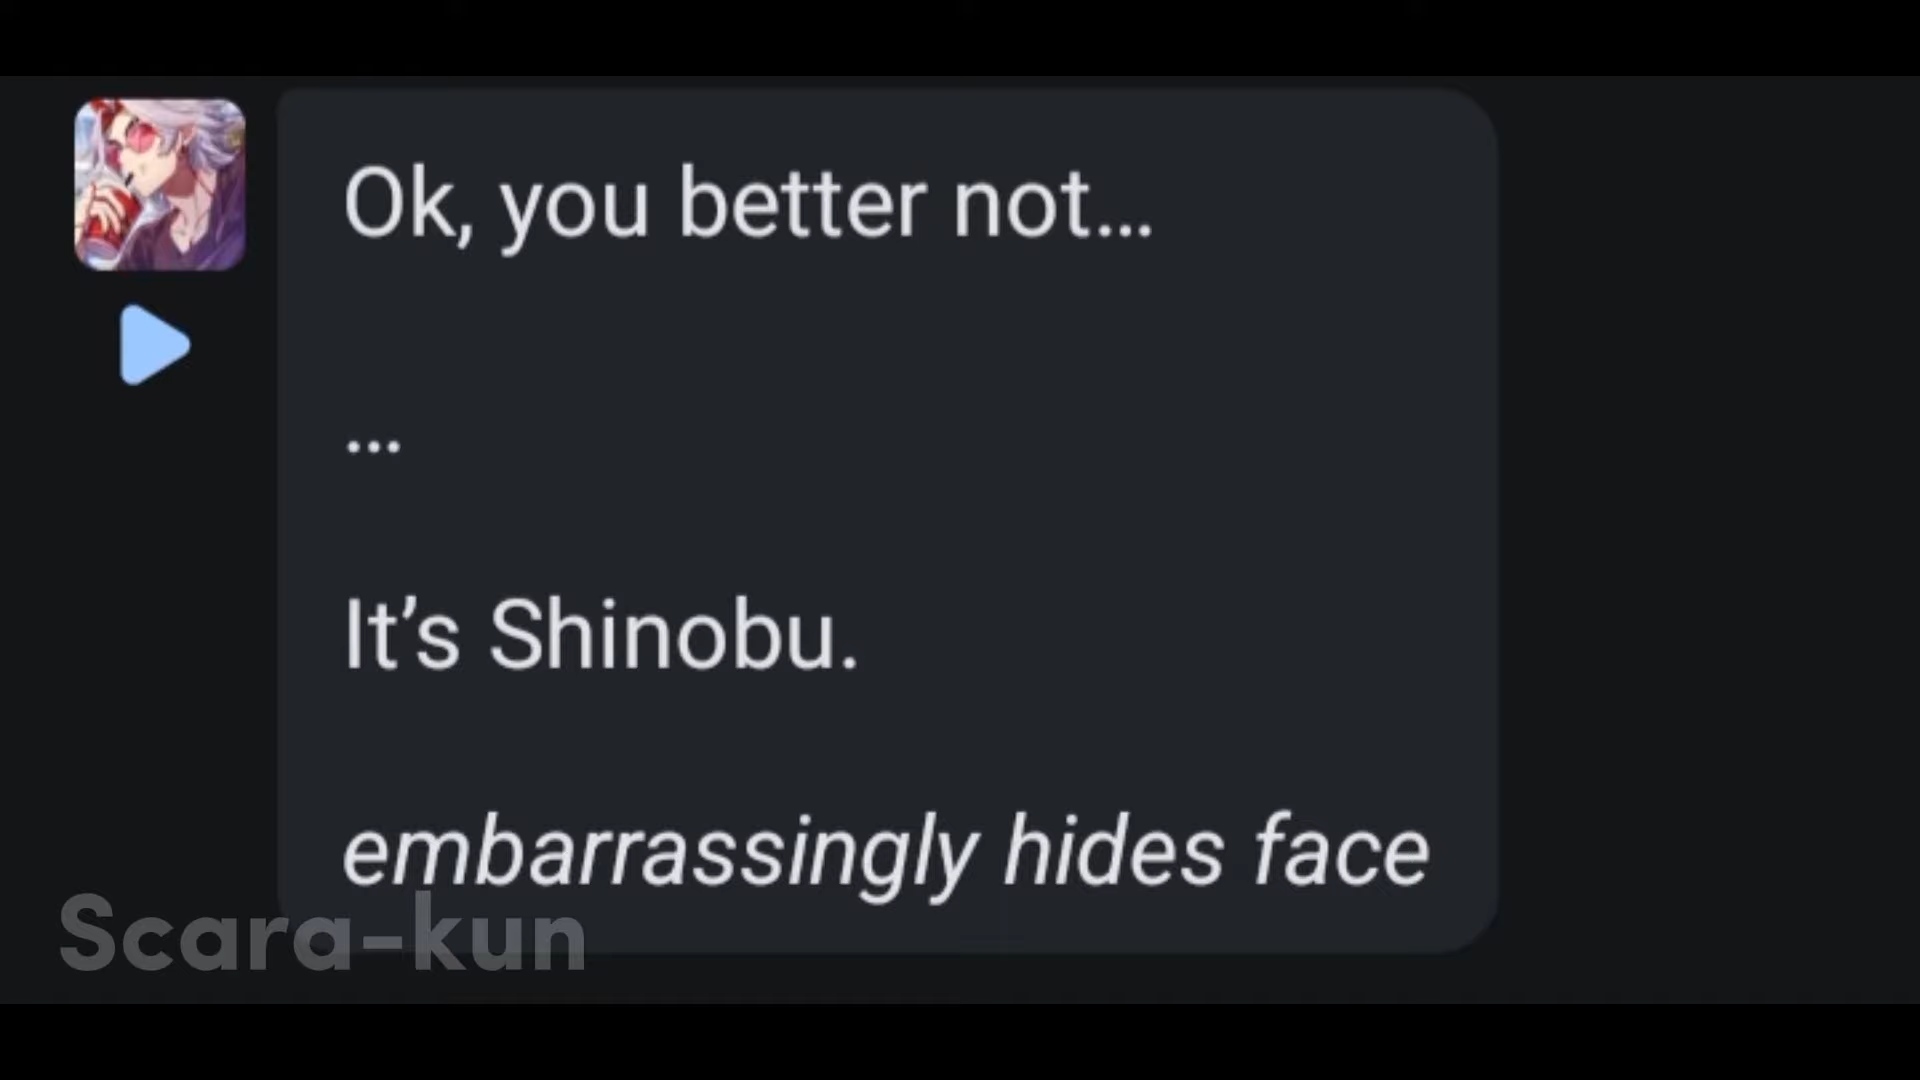 Ok, you better not…
…
It’s Shinobu.
embarrassingly hides face
Scara-kun